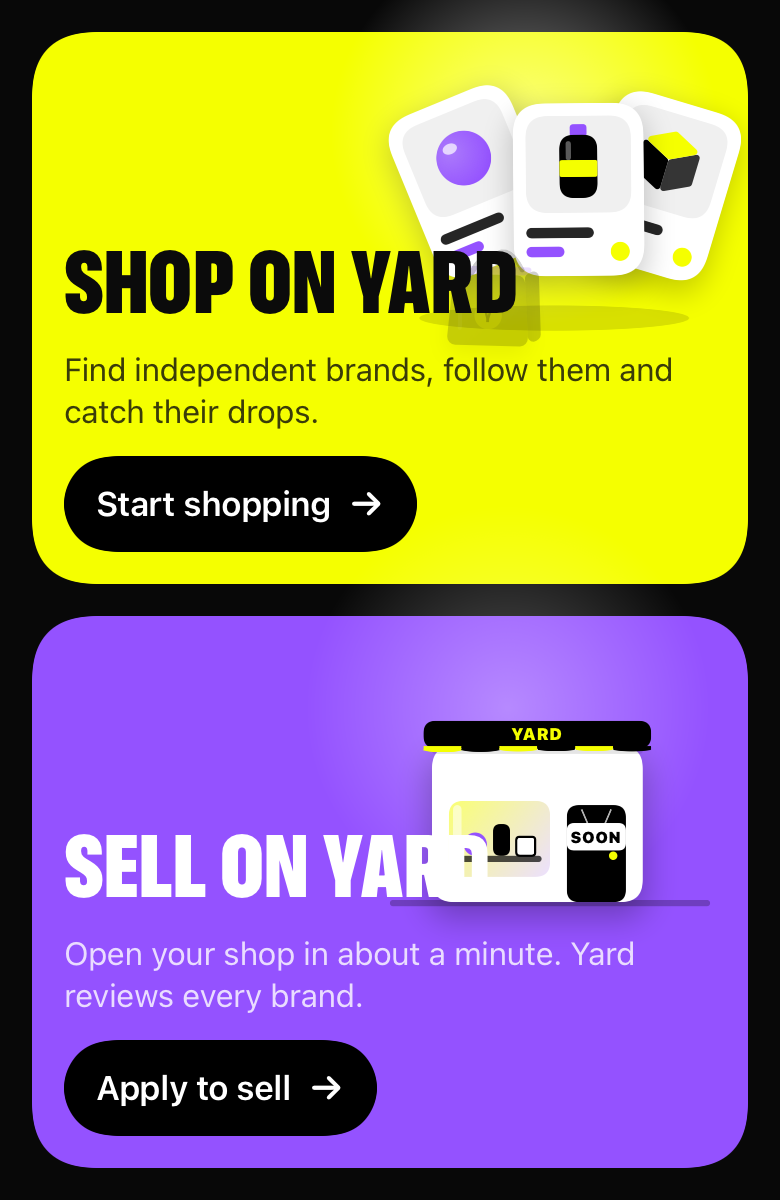 SHOP ON YARD
Find independent brands, follow them and
catch their drops.
Start shopping →
YARD
SOON
SELL ON YARD
Open your shop in about a minute. Yard
reviews every brand.
Apply to sell →